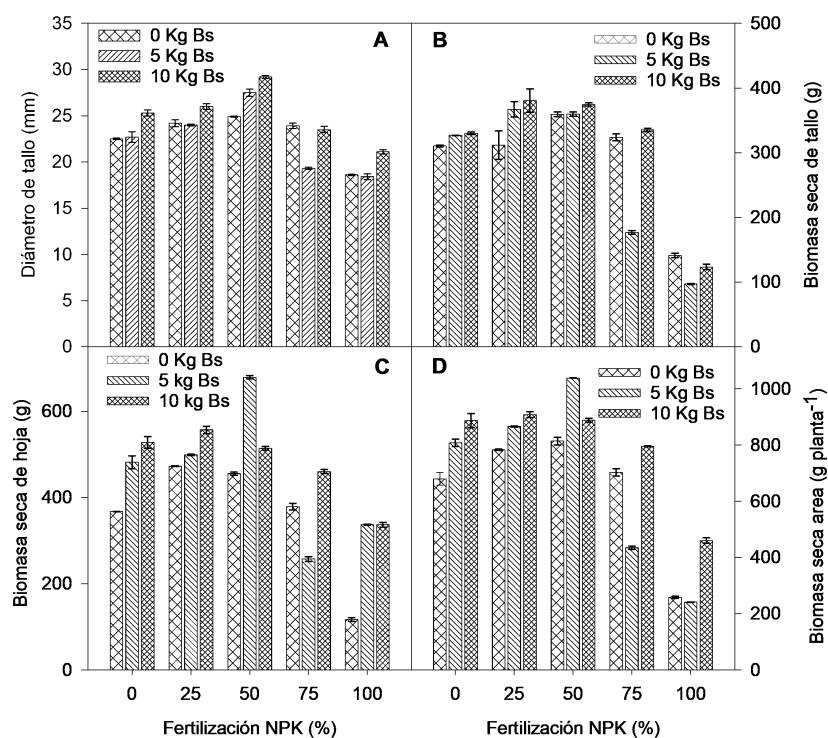 A
0 Kg Bs
5 Kg Bs
10 Kg Bs
Diámetro de tallo (mm)
35
30
25
20
15
10
5
0
B
0 Kg Bs
5 Kg Bs
10 Kg Bs
Biomasa seca de tallo (g)
500
400
300
200
100
0
C
0 Kg Bs
5 kg Bs
10 kg Bs
Biomasa seca de hoja (g)
600
400
200
0
0 25 50 75 100
Fertilización NPK (%)
D
0 Kg Bs
5 Kg Bs
10 Kg Bs
Biomasa seca area (g planta⁻¹)
1000
800
600
400
200
0
0 25 50 75 100
Fertilización NPK (%)